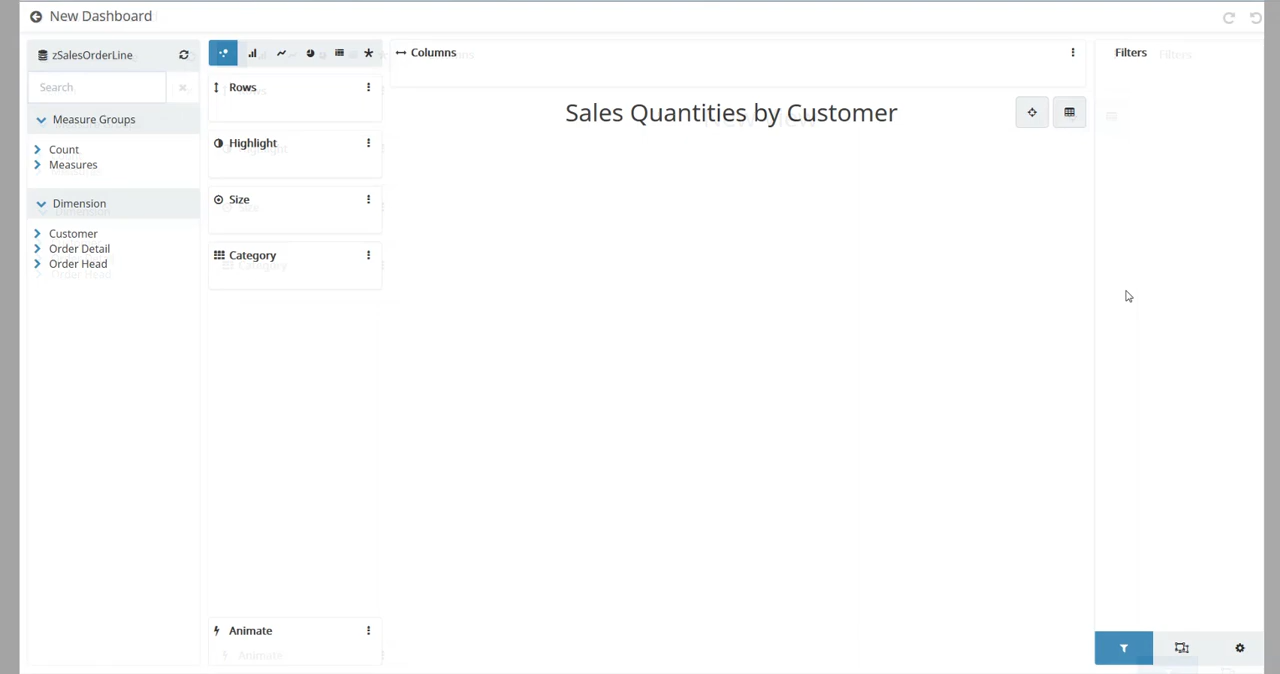 New Dashboard
zSalesOrderLine
Search
Measure Groups
Count
Measures
Dimension
Customer
Order Detail
Order Head
Rows
Highlight
Size
Category
Animate
Columns
Sales Quantities by Customer
Filters